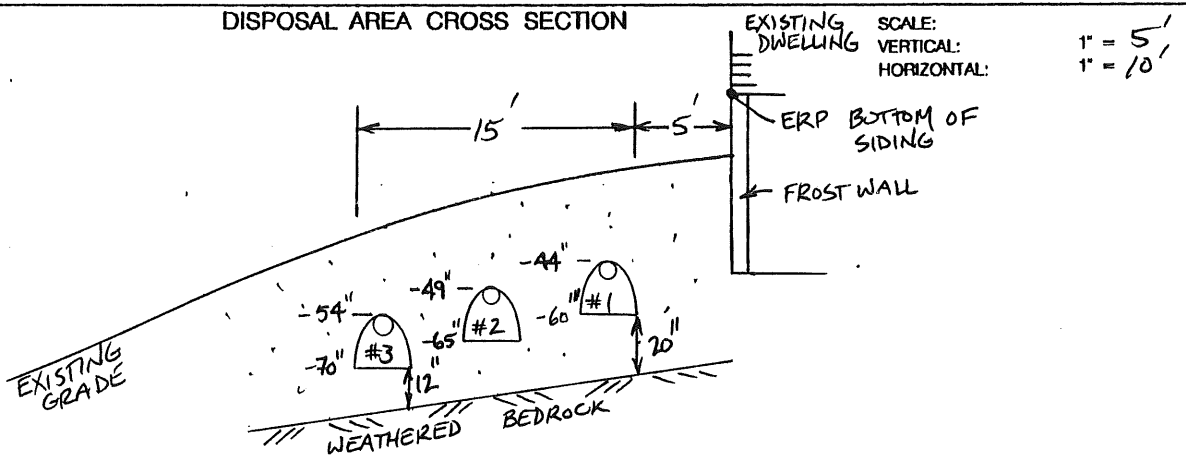 DISPOSAL AREA CROSS SECTION
EXISTING DWELLING
SCALE:
VERTICAL: 1" = 5'
HORIZONTAL: 1" = 10'
15'
5'
ERP BOTTOM OF
SIDING
FROST WALL
-44"
-49"
-54"
#1
-60"
#2
-65"
#3
-70"
20"
12"
EXISTING
GRADE
WEATHERED BEDROCK